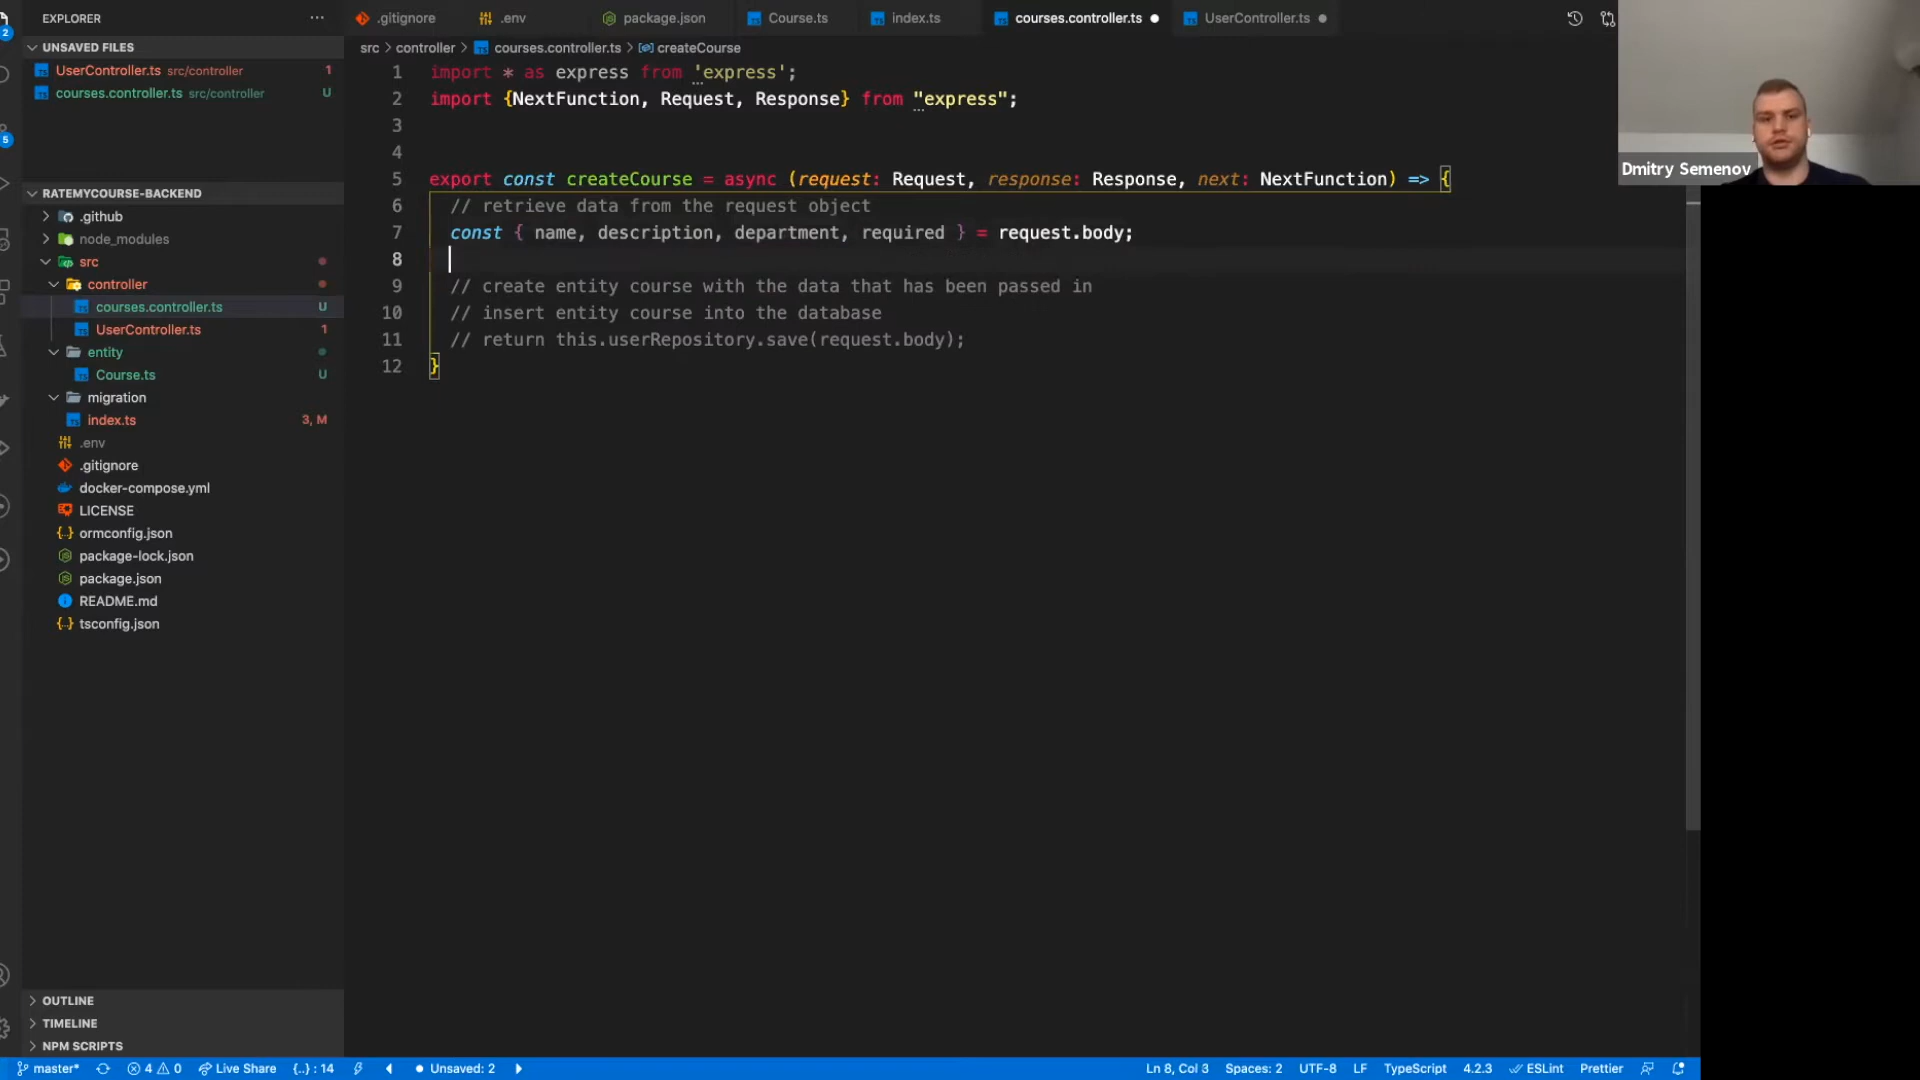 EXPLORER
UNSAVED FILES
UserController.ts src/controller 1
courses.controller.ts src/controller U
RATEMYCOURSE-BACKEND
.github
node_modules
src
controller
courses.controller.ts U
UserController.ts 1
entity
Course.ts U
migration
index.ts 3, M
.env
.gitignore
docker-compose.yml
LICENSE
ormconfig.json
package-lock.json
package.json
README.md
tsconfig.json
OUTLINE
TIMELINE
NPM SCRIPTS
2
5
.gitignore .env package.json Course.ts index.ts courses.controller.ts UserController.ts
src > controller > courses.controller.ts > createCourse
1 import * as express from 'express';
2 import {NextFunction, Request, Response} from "express";
3
4
5 export const createCourse = async (request: Request, response: Response, next: NextFunction) => {
6 // retrieve data from the request object
7 const { name, description, department, required } = request.body;
8
9 // create entity course with the data that has been passed in
10 // insert entity course into the database
11 // return this.userRepository.save(request.body);
12 }
Dmitry Semenov
master* 4 0 Live Share {..} : 14 Unsaved: 2 Ln 8, Col 3 Spaces: 2 UTF-8 LF TypeScript 4.2.3 ESLint Prettier